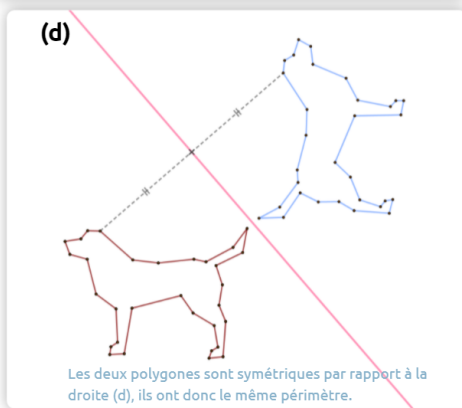 (d)
Les deux polygones sont symétriques par rapport à la
droite (d), ils ont donc le même périmètre.